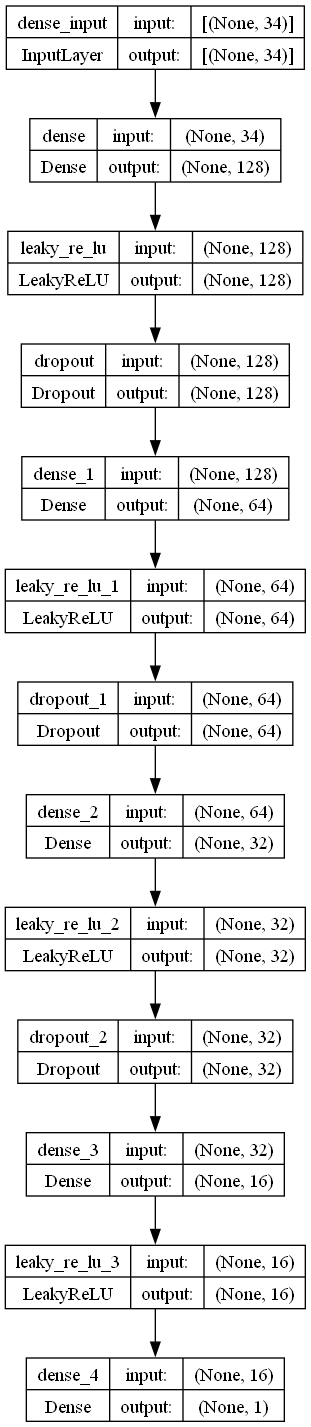 dense_input input: [(None, 34)]
InputLayer output: [(None, 34)]
dense input: (None, 34)
Dense output: (None, 128)
leaky_re_lu input: (None, 128)
LeakyReLU output: (None, 128)
dropout input: (None, 128)
Dropout output: (None, 128)
dense_1 input: (None, 128)
Dense output: (None, 64)
leaky_re_lu_1 input: (None, 64)
LeakyReLU output: (None, 64)
dropout_1 input: (None, 64)
Dropout output: (None, 64)
dense_2 input: (None, 64)
Dense output: (None, 32)
leaky_re_lu_2 input: (None, 32)
LeakyReLU output: (None, 32)
dropout_2 input: (None, 32)
Dropout output: (None, 32)
dense_3 input: (None, 32)
Dense output: (None, 16)
leaky_re_lu_3 input: (None, 16)
LeakyReLU output: (None, 16)
dense_4 input: (None, 16)
Dense output: (None, 1)